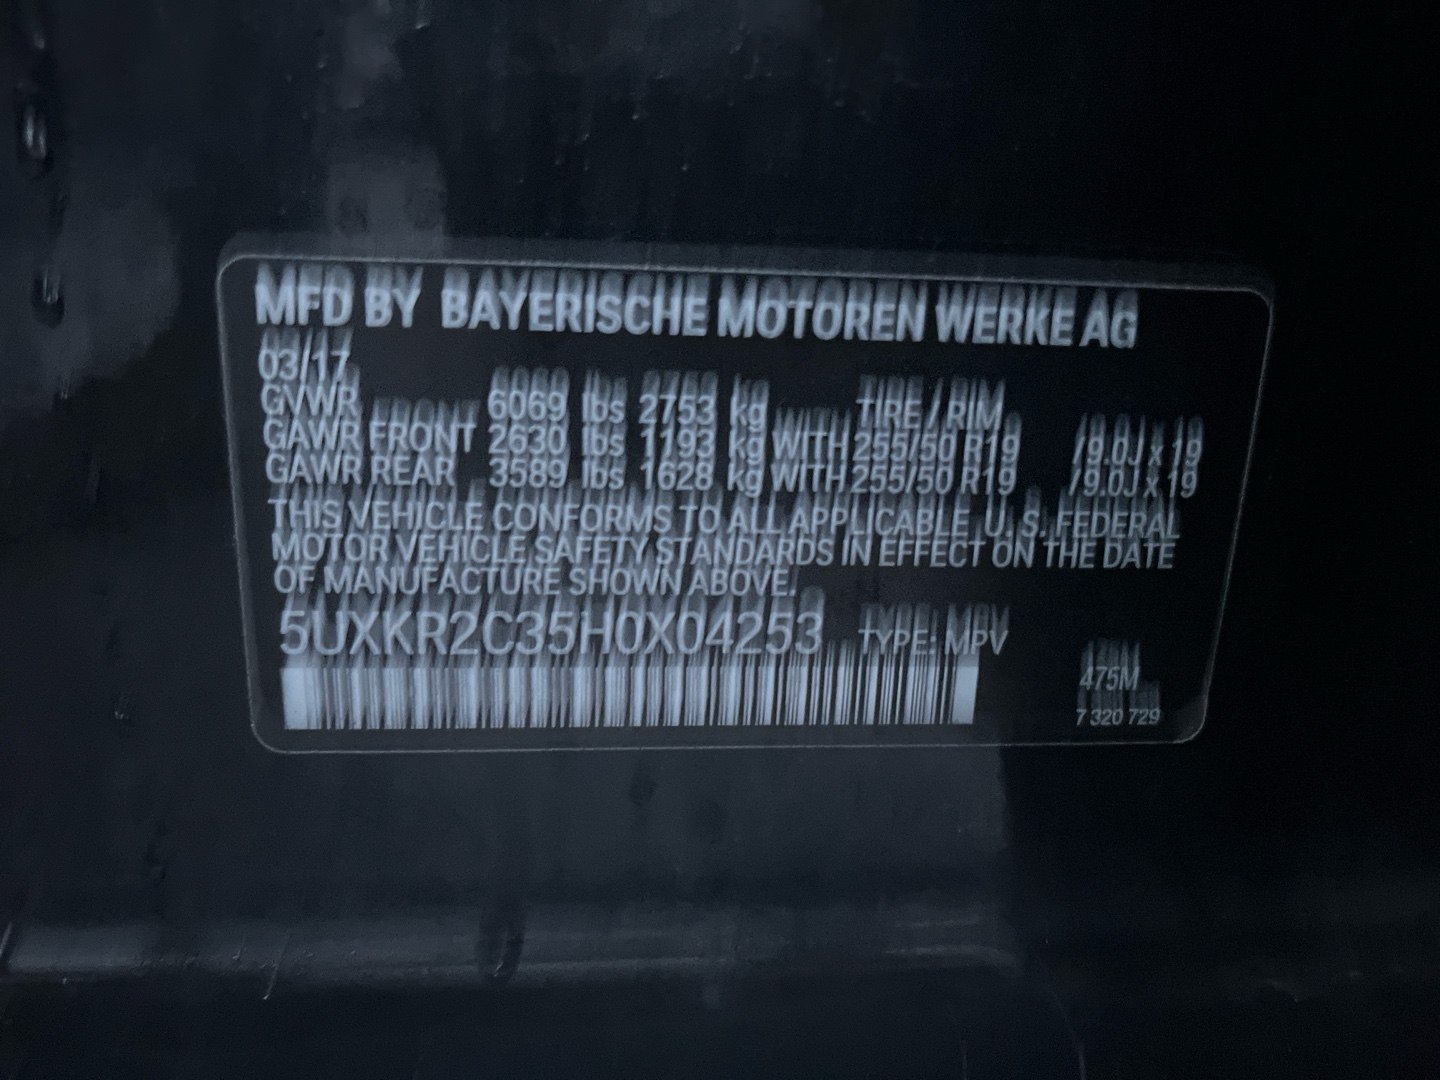 MFD BY BAYERISCHE MOTOREN WERKE AG
03/17
GVWR 6069 lbs 2753 kg TIRE / RIM
GAWR FRONT 2630 lbs 1193 kg WITH 255/50 R19 /9.0J x 19
GAWR REAR 3589 lbs 1628 kg WITH 255/50 R19 /9.0J x 19
THIS VEHICLE CONFORMS TO ALL APPLICABLE U. S. FEDERAL
MOTOR VEHICLE SAFETY STANDARDS IN EFFECT ON THE DATE
OF MANUFACTURE SHOWN ABOVE.
5UXKR2C35H0X04253 TYPE: MPV
475M
7 320 729